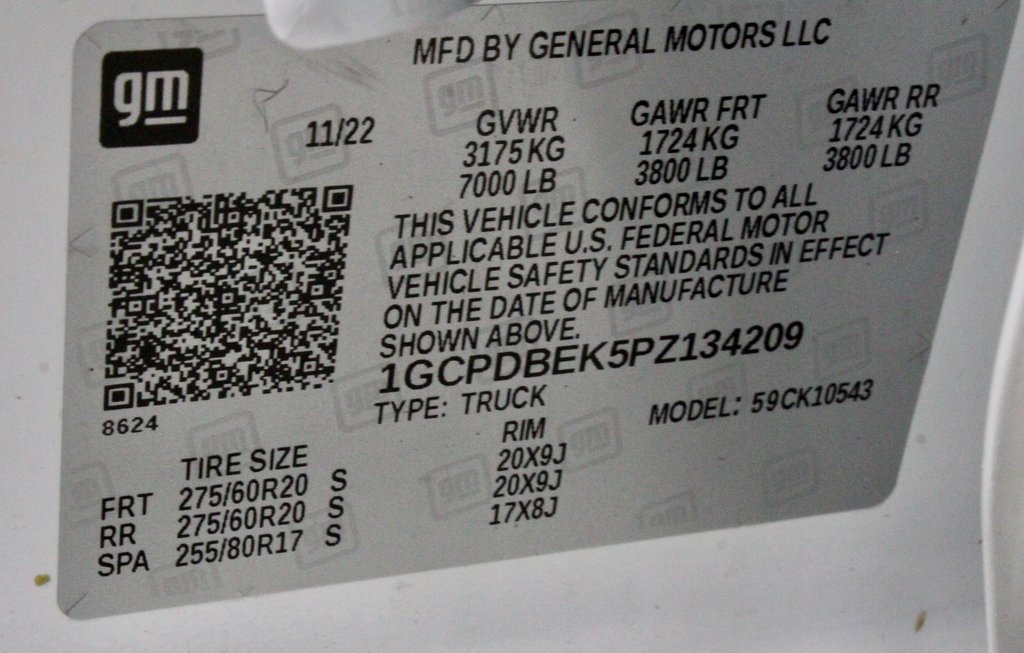 gm
MFD BY GENERAL MOTORS LLC
11/22
GVWR GAWR FRT GAWR RR
3175 KG 1724 KG 1724 KG
7000 LB 3800 LB 3800 LB
THIS VEHICLE CONFORMS TO ALL
APPLICABLE U.S. FEDERAL MOTOR
VEHICLE SAFETY STANDARDS IN EFFECT
ON THE DATE OF MANUFACTURE
SHOWN ABOVE.
1GCPDBEK5PZ134209
8624
TYPE: TRUCK MODEL: 59CK10543
TIRE SIZE RIM
FRT 275/60R20 S 20X9J
RR 275/60R20 S 20X9J
SPA 255/80R17 S 17X8J